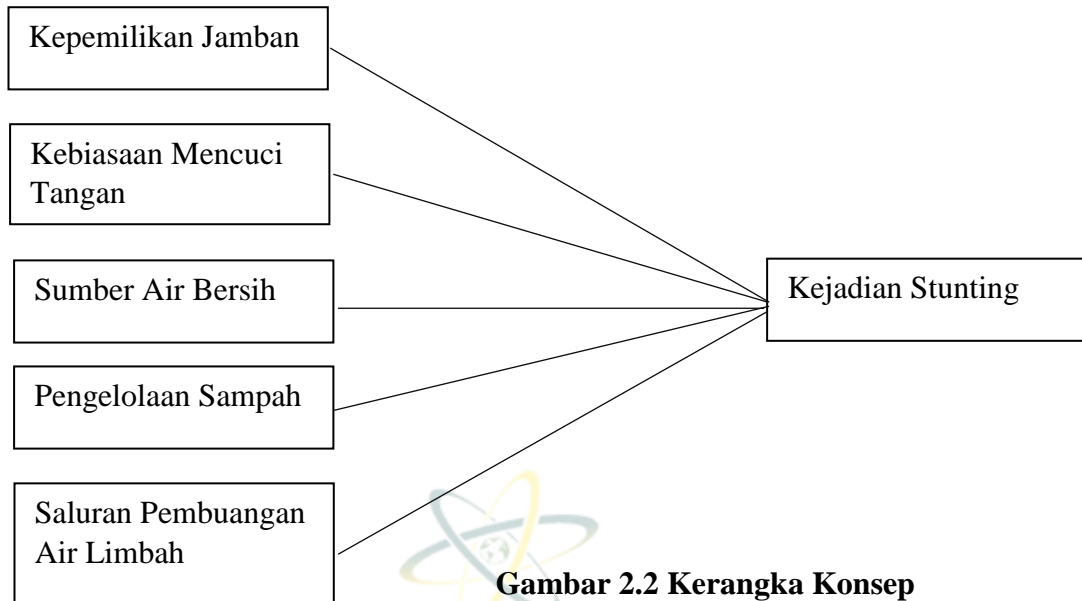 Kepemilikan Jamban
Kebiasaan Mencuci
Tangan
Sumber Air Bersih
Kejadian Stunting
Pengelolaan Sampah
Saluran Pembuangan
Air Limbah
Gambar 2.2 Kerangka Konsep